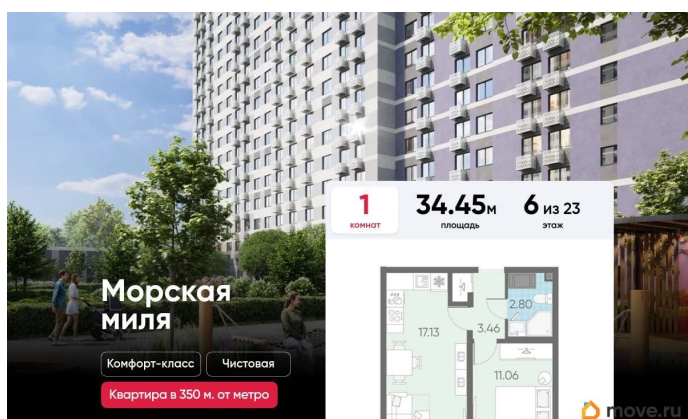 1
комнат
34.45м
площадь
6 из 23
этаж
Морская
миля
Комфорт-класс
Чистовая
Квартира в 350 м. от метро
2.80
17.13
3.46
11.06
move.ru